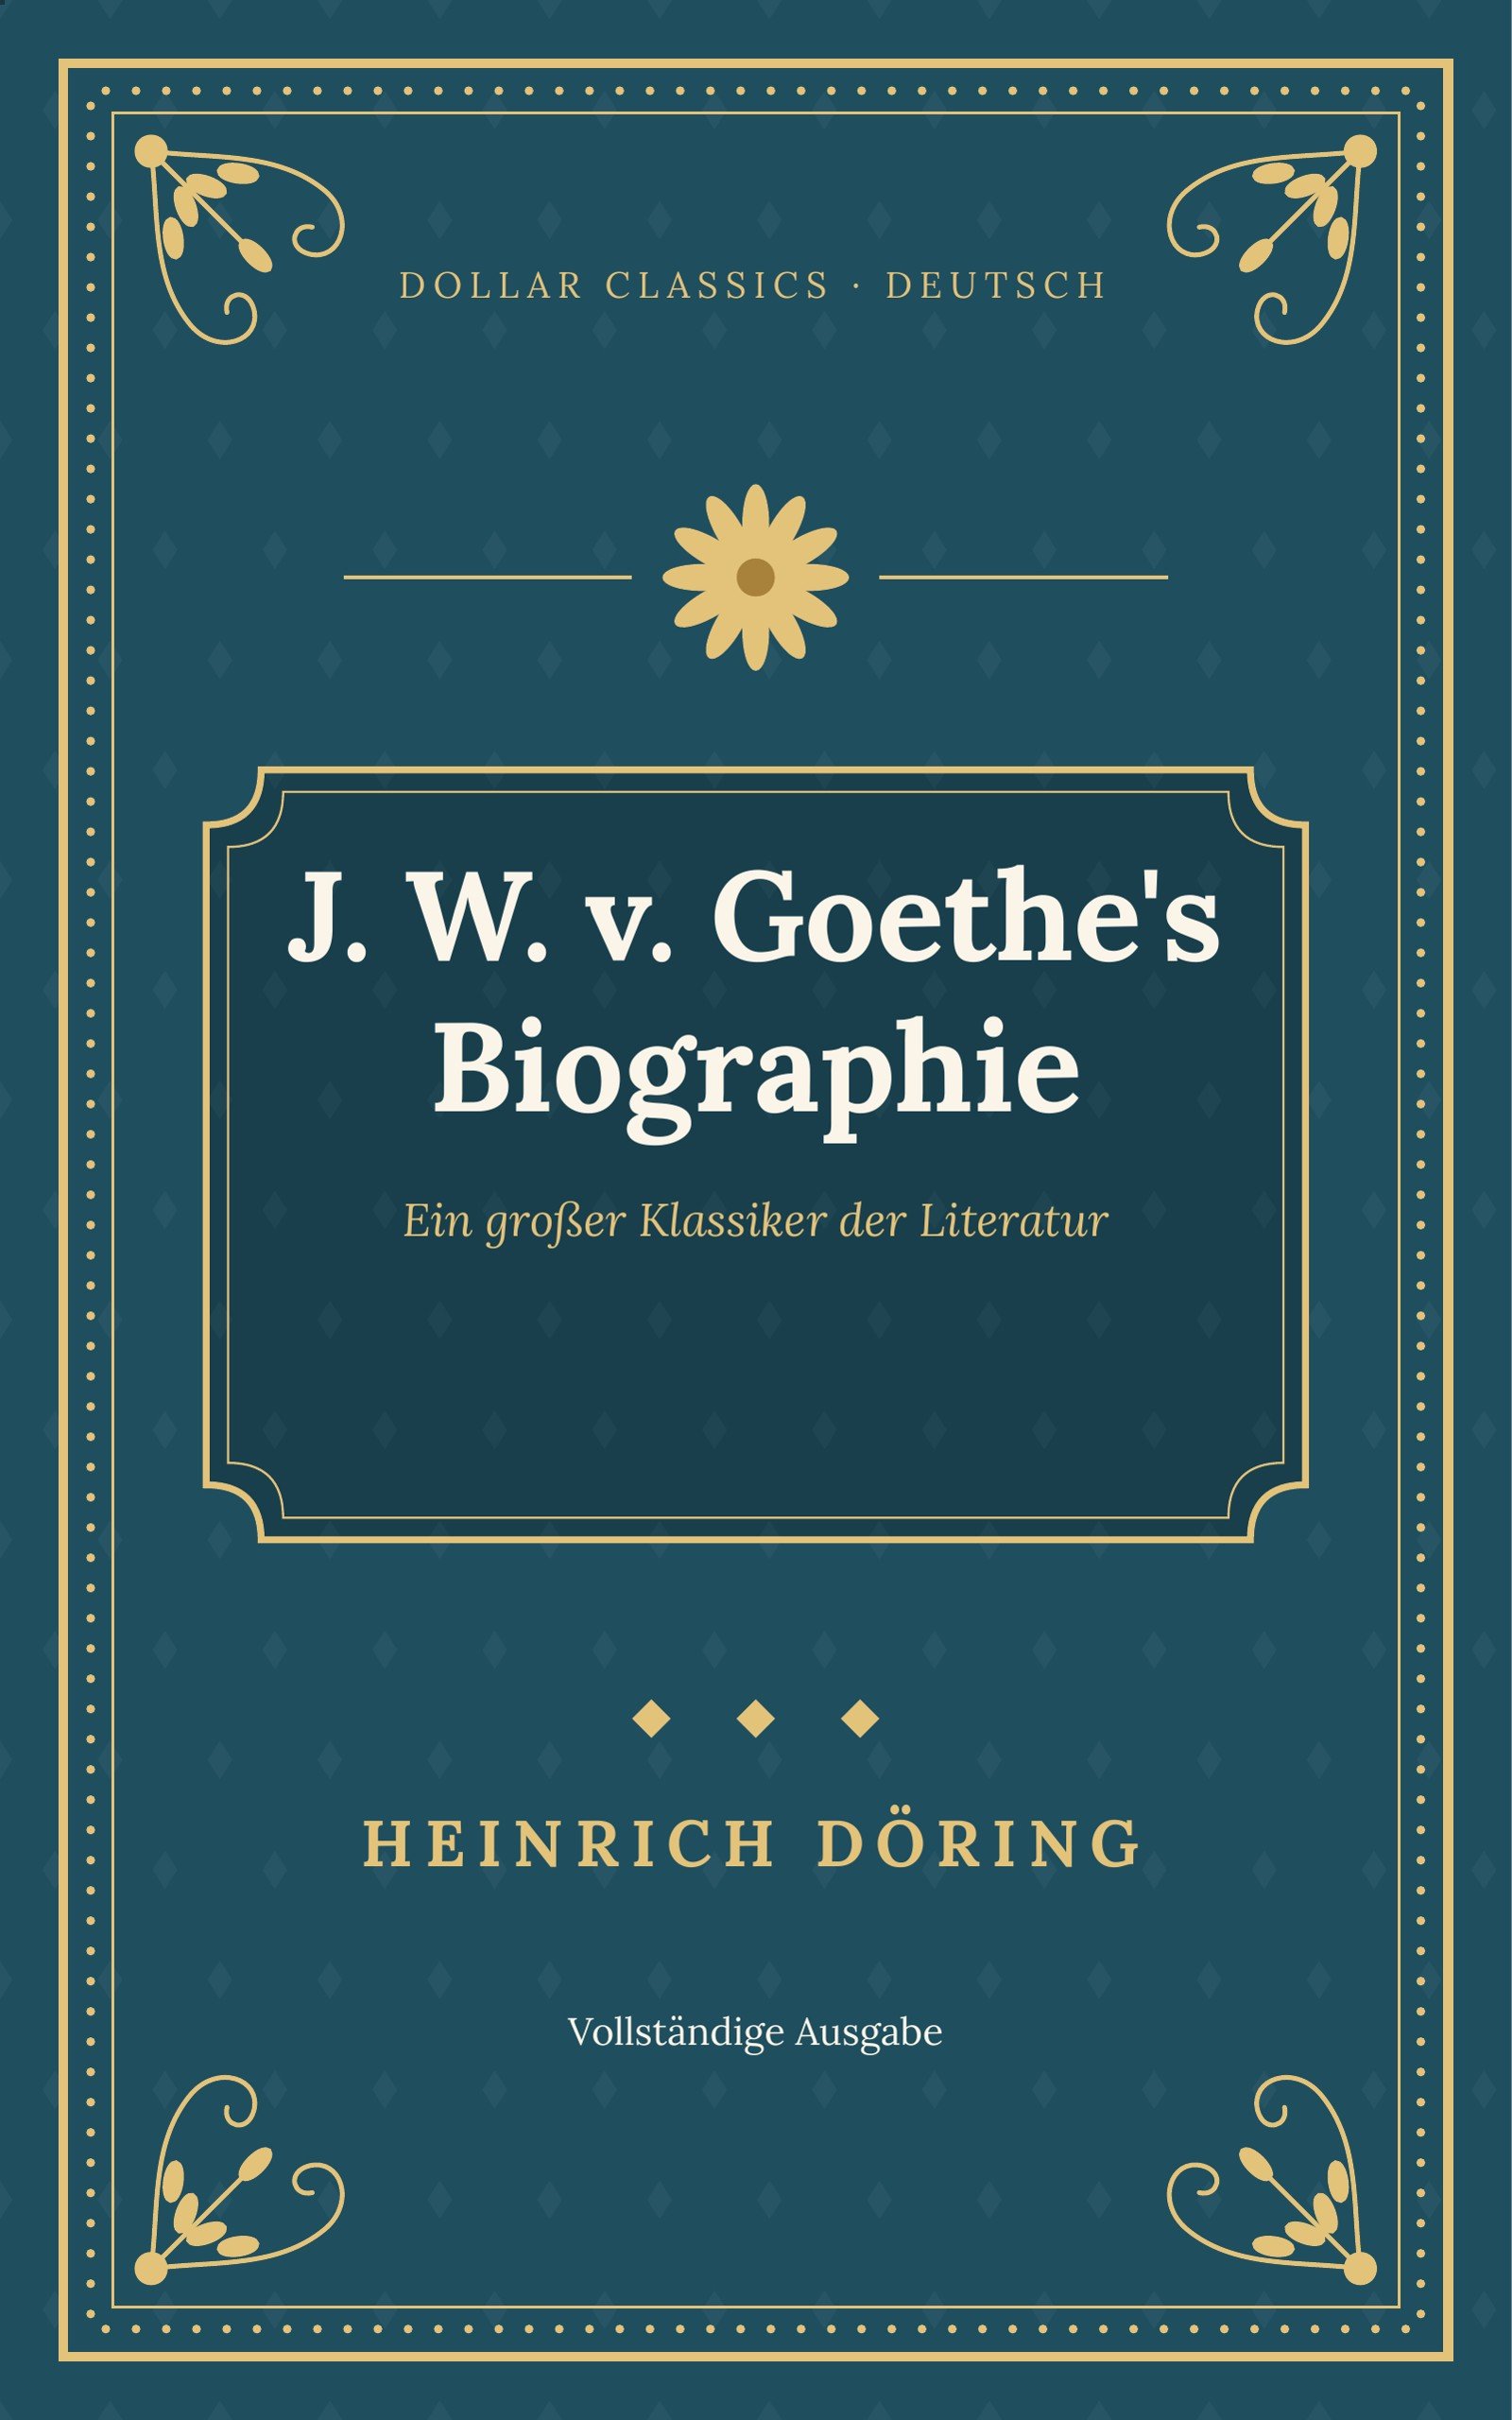 DOLLAR CLASSICS · DEUTSCH
J. W. v. Goethe's
Biographie
Ein großer Klassiker der Literatur
HEINRICH DÖRING
Vollständige Ausgabe